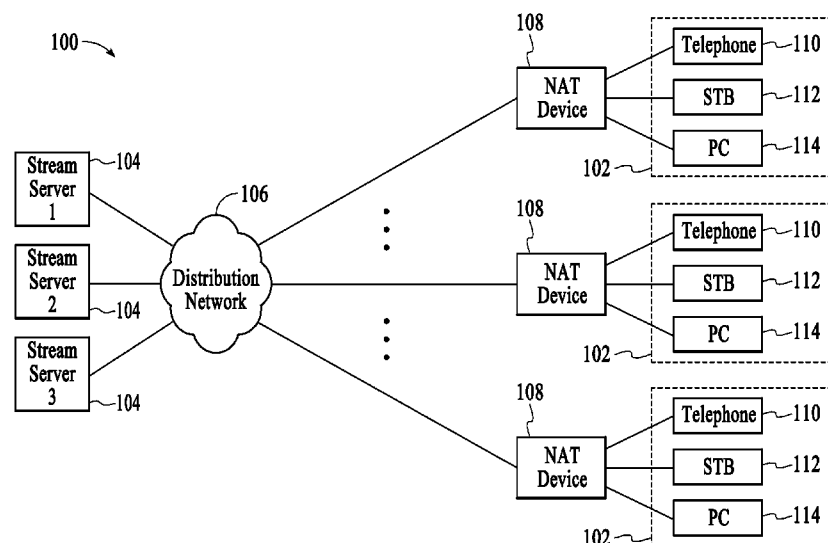 100
Stream
Server
1
104
Stream
Server
2
104
Stream
Server
3
104
106
Distribution
Network
108
NAT
Device
Telephone
110
STB
112
PC
114
102
108
NAT
Device
Telephone
110
STB
112
PC
114
102
108
NAT
Device
Telephone
110
STB
112
PC
114
102